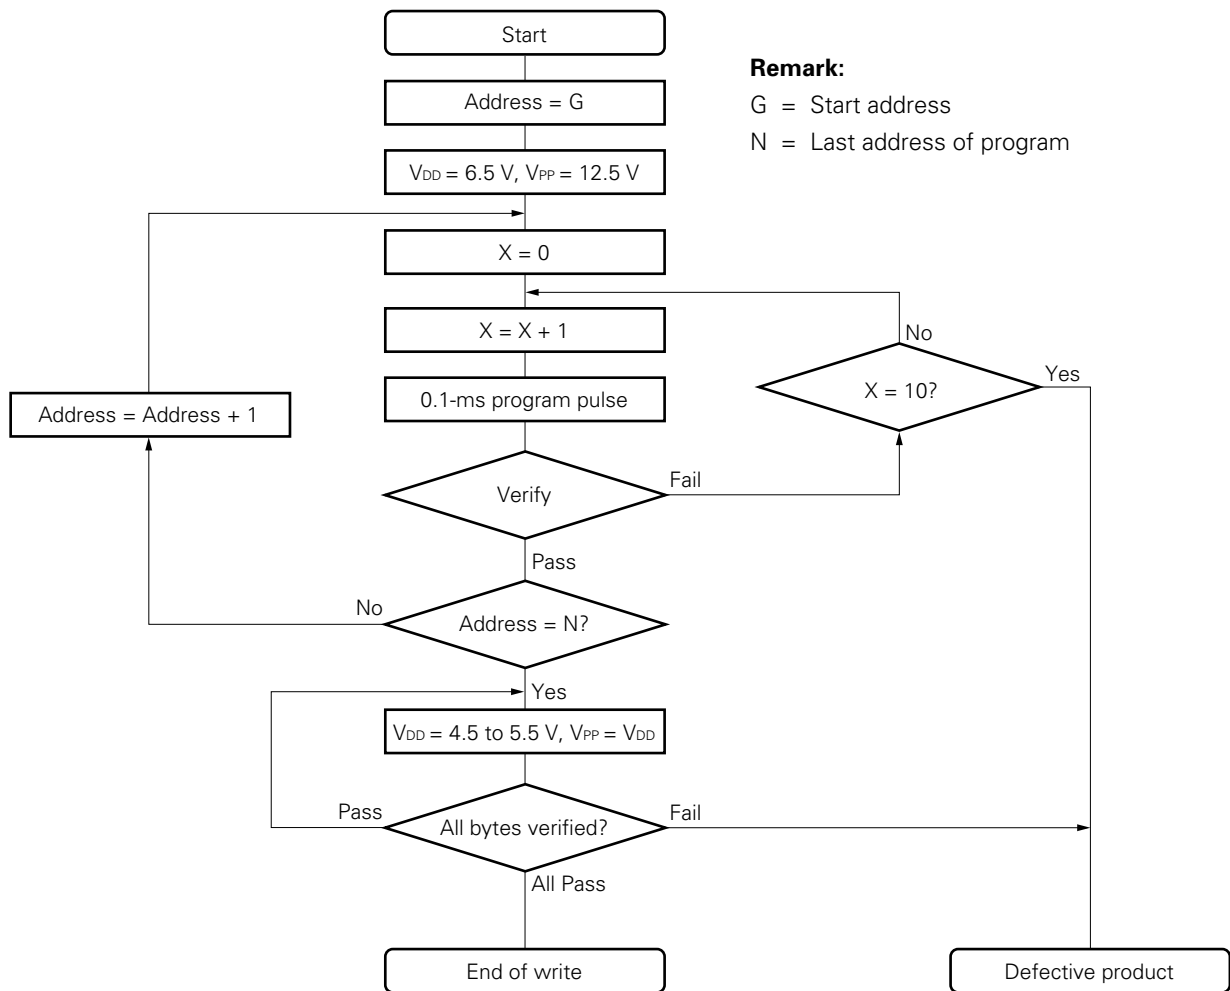 Start
Remark:
G = Start address
N = Last address of program
Address = G
VDD = 6.5 V, VPP = 12.5 V
X = 0
X = X + 1
No
X = 10?
Yes
0.1-ms program pulse
Address = Address + 1
Verify
Fail
Pass
No
Address = N?
Yes
VDD = 4.5 to 5.5 V, VPP = VDD
Pass
All bytes verified?
Fail
All Pass
End of write
Defective product